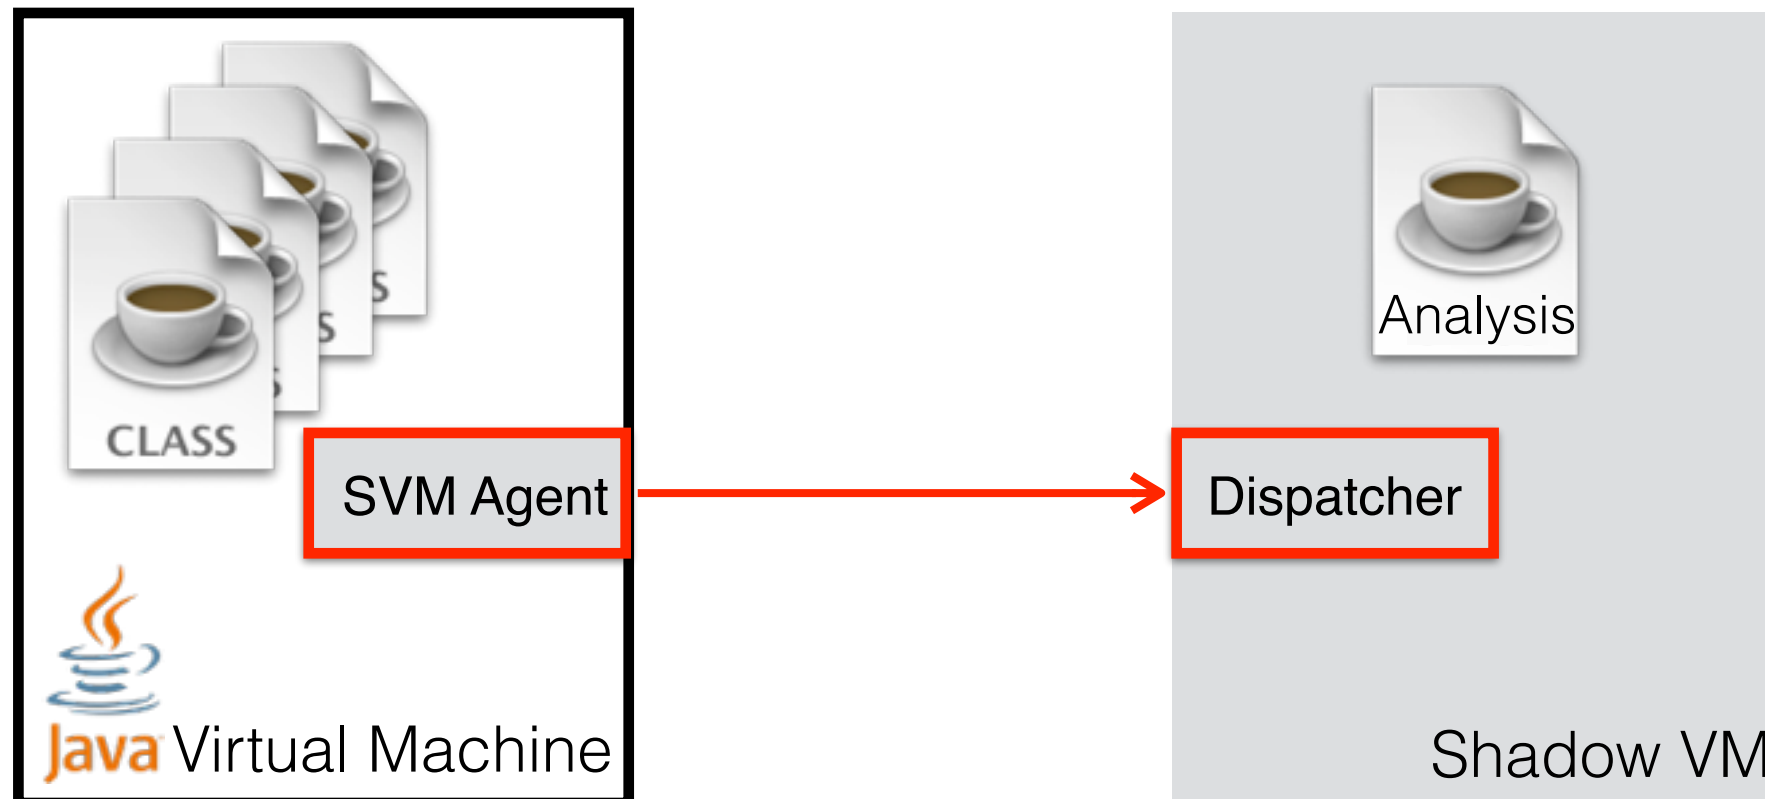 S
S
S
CLASS
Analysis
SVM Agent
Dispatcher
Java Virtual Machine
Shadow VM